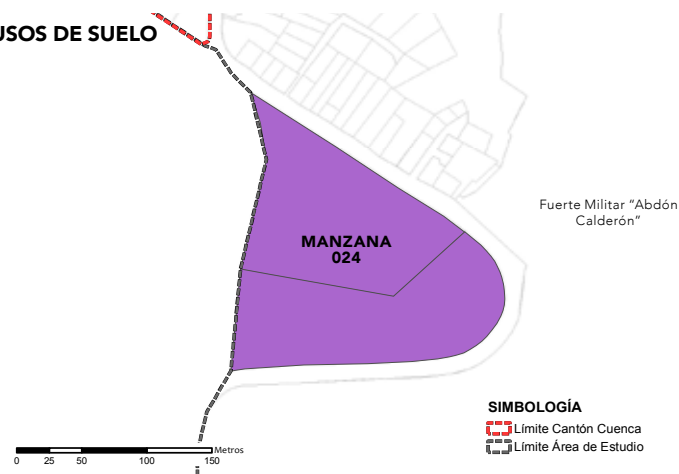 USOS DE SUELO
Fuerte Militar “Abdón
Calderón”
MANZANA
024
SIMBOLOGÍA
Límite Cantón Cuenca
Límite Área de Estudio
Metros
0 25 50 100 150